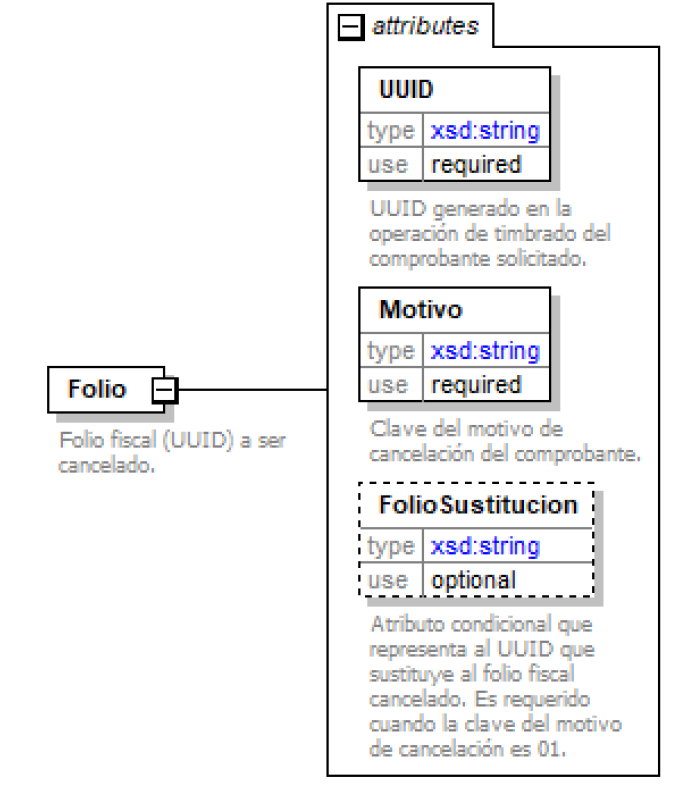 attributes
UUID
type xsd:string
use required
UUID generado en la
operación de timbrado del
comprobante solicitado.
Motivo
type xsd:string
use required
Clave del motivo de
cancelación del comprobante.
Folio
Folio fiscal (UUID) a ser
cancelado.
FolioSustitucion
type xsd:string
use optional
Atributo condicional que
representa al UUID que
sustituye al folio fiscal
cancelado. Es requerido
cuando la clave del motivo
de cancelación es 01.